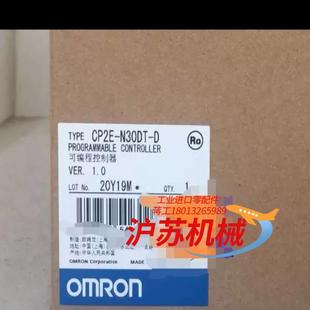 TYPE CP2E-N30DT-D
PROGRAMMABLE CONTROLLER
可编程控制器
VER. 1.0
LOT No. 20Y19M QTY. 1
Ro
工业进口零配件
蒋工18013265989
沪苏机械
OMRON Corporation
OMRON